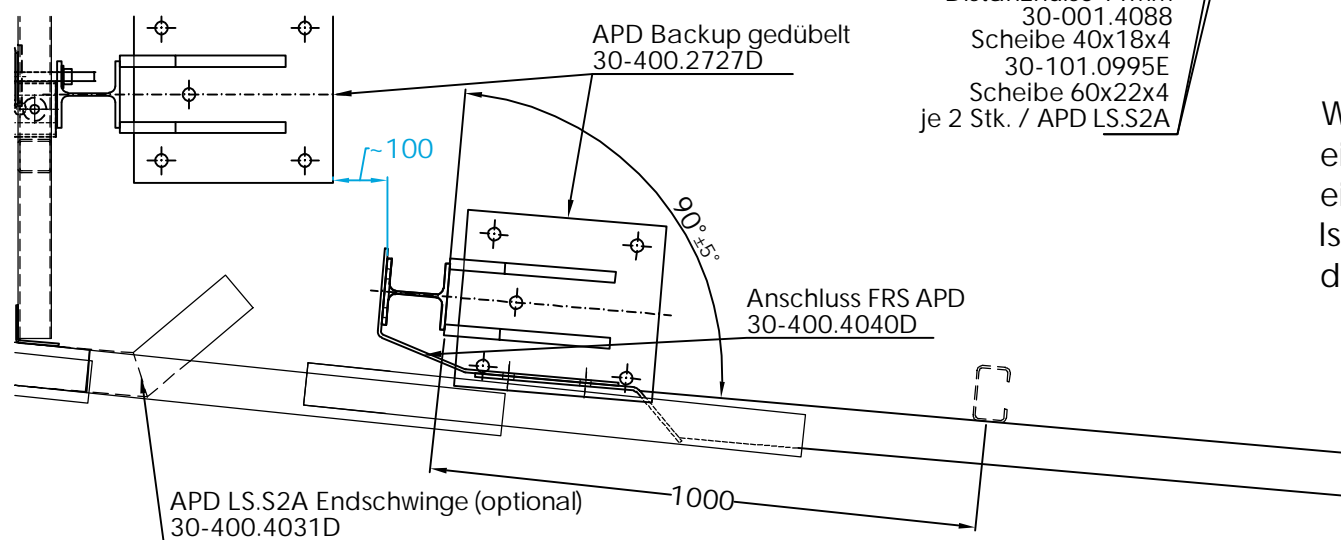 30-001.4088
Scheibe 40x18x4
30-101.0995E
Scheibe 60x22x4
je 2 Stk. / APD LS.S2A
APD Backup gedübelt
30-400.2727D
~100
90° ±5°
Anschluss FRS APD
30-400.4040D
1000
APD LS.S2A Endschwinge (optional)
30-400.4031D